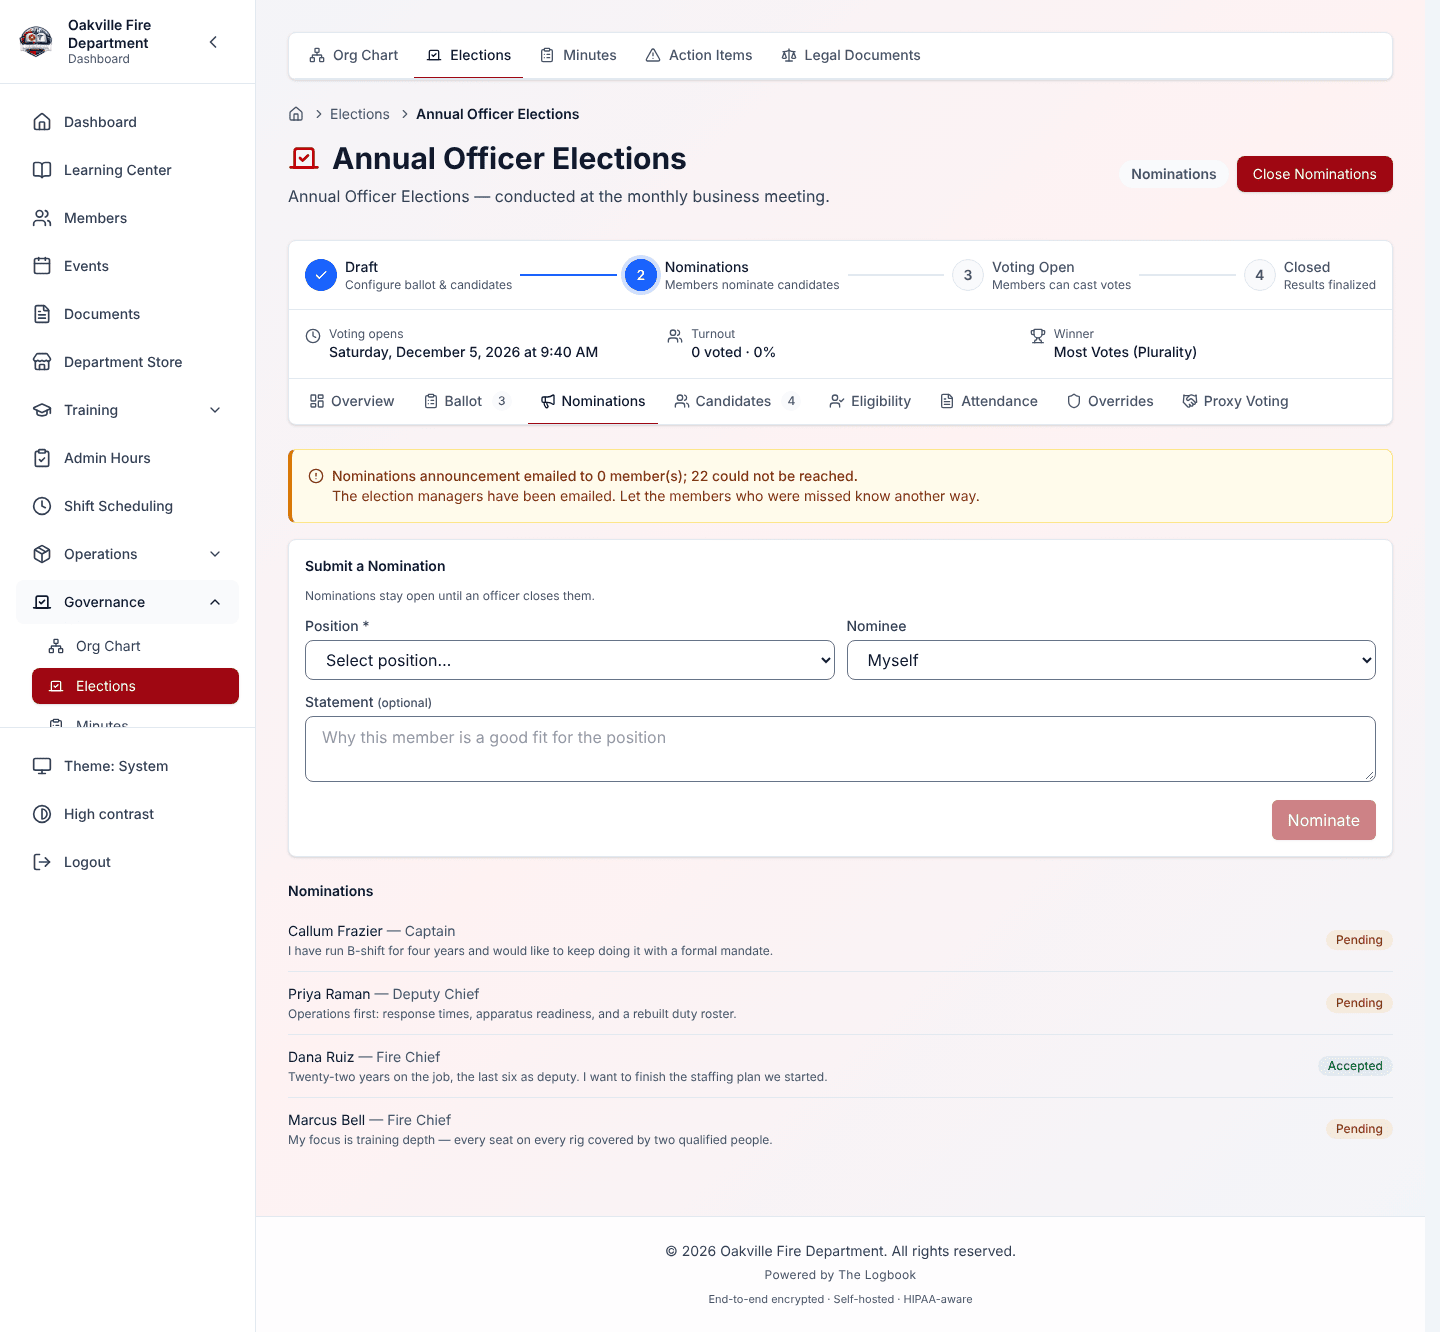 Oakville Fire
Department
Dashboard
Dashboard
Learning Center
Members
Events
Documents
Department Store
Training
Admin Hours
Shift Scheduling
Operations
Governance
Org Chart
Elections
Minutes
Theme: System
High contrast
Logout
Org Chart
Elections
Minutes
Action Items
Legal Documents
Elections
Annual Officer Elections
Annual Officer Elections
Annual Officer Elections — conducted at the monthly business meeting.
Nominations
Close Nominations
Draft
Configure ballot & candidates
2
Nominations
Members nominate candidates
3
Voting Open
Members can cast votes
4
Closed
Results finalized
Voting opens
Saturday, December 5, 2026 at 9:40 AM
Turnout
0 voted · 0%
Winner
Most Votes (Plurality)
Overview
Ballot 3
Nominations
Candidates 4
Eligibility
Attendance
Overrides
Proxy Voting
Nominations announcement emailed to 0 member(s); 22 could not be reached.
The election managers have been emailed. Let the members who were missed know another way.
Submit a Nomination
Nominations stay open until an officer closes them.
Position *
Select position...
Nominee
Myself
Statement (optional)
Why this member is a good fit for the position
Nominate
Nominations
Callum Frazier — Captain
I have run B-shift for four years and would like to keep doing it with a formal mandate.
Pending
Priya Raman — Deputy Chief
Operations first: response times, apparatus readiness, and a rebuilt duty roster.
Pending
Dana Ruiz — Fire Chief
Twenty-two years on the job, the last six as deputy. I want to finish the staffing plan we started.
Accepted
Marcus Bell — Fire Chief
My focus is training depth — every seat on every rig covered by two qualified people.
Pending
© 2026 Oakville Fire Department. All rights reserved.
Powered by The Logbook
End-to-end encrypted · Self-hosted · HIPAA-aware